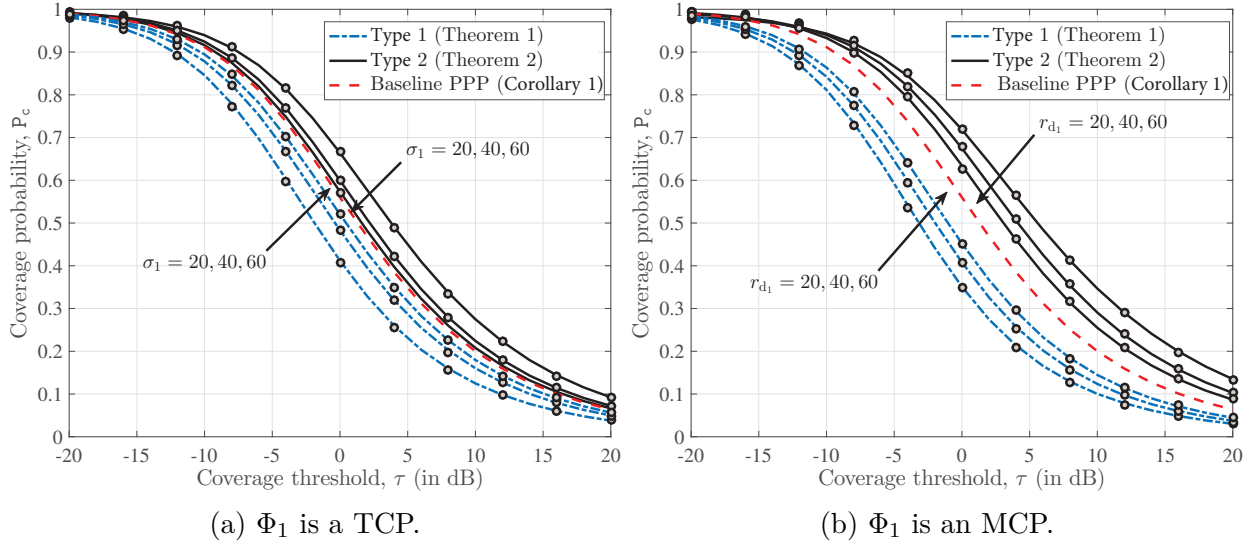 1
0.9
0.8
0.7
0.6
0.5
0.4
0.3
0.2
0.1
0
Coverage probability, P_c
Type 1 (Theorem 1)
Type 2 (Theorem 2)
Baseline PPP (Corollary 1)
σ₁ = 20, 40, 60
σ₁ = 20, 40, 60
-20 -15 -10 -5 0 5 10 15 20
Coverage threshold, τ (in dB)
(a) Φ₁ is a TCP.
1
0.9
0.8
0.7
0.6
0.5
0.4
0.3
0.2
0.1
0
Coverage probability, P_c
Type 1 (Theorem 1)
Type 2 (Theorem 2)
Baseline PPP (Corollary 1)
r_d₁ = 20, 40, 60
r_d₁ = 20, 40, 60
-20 -15 -10 -5 0 5 10 15 20
Coverage threshold, τ (in dB)
(b) Φ₁ is an MCP.